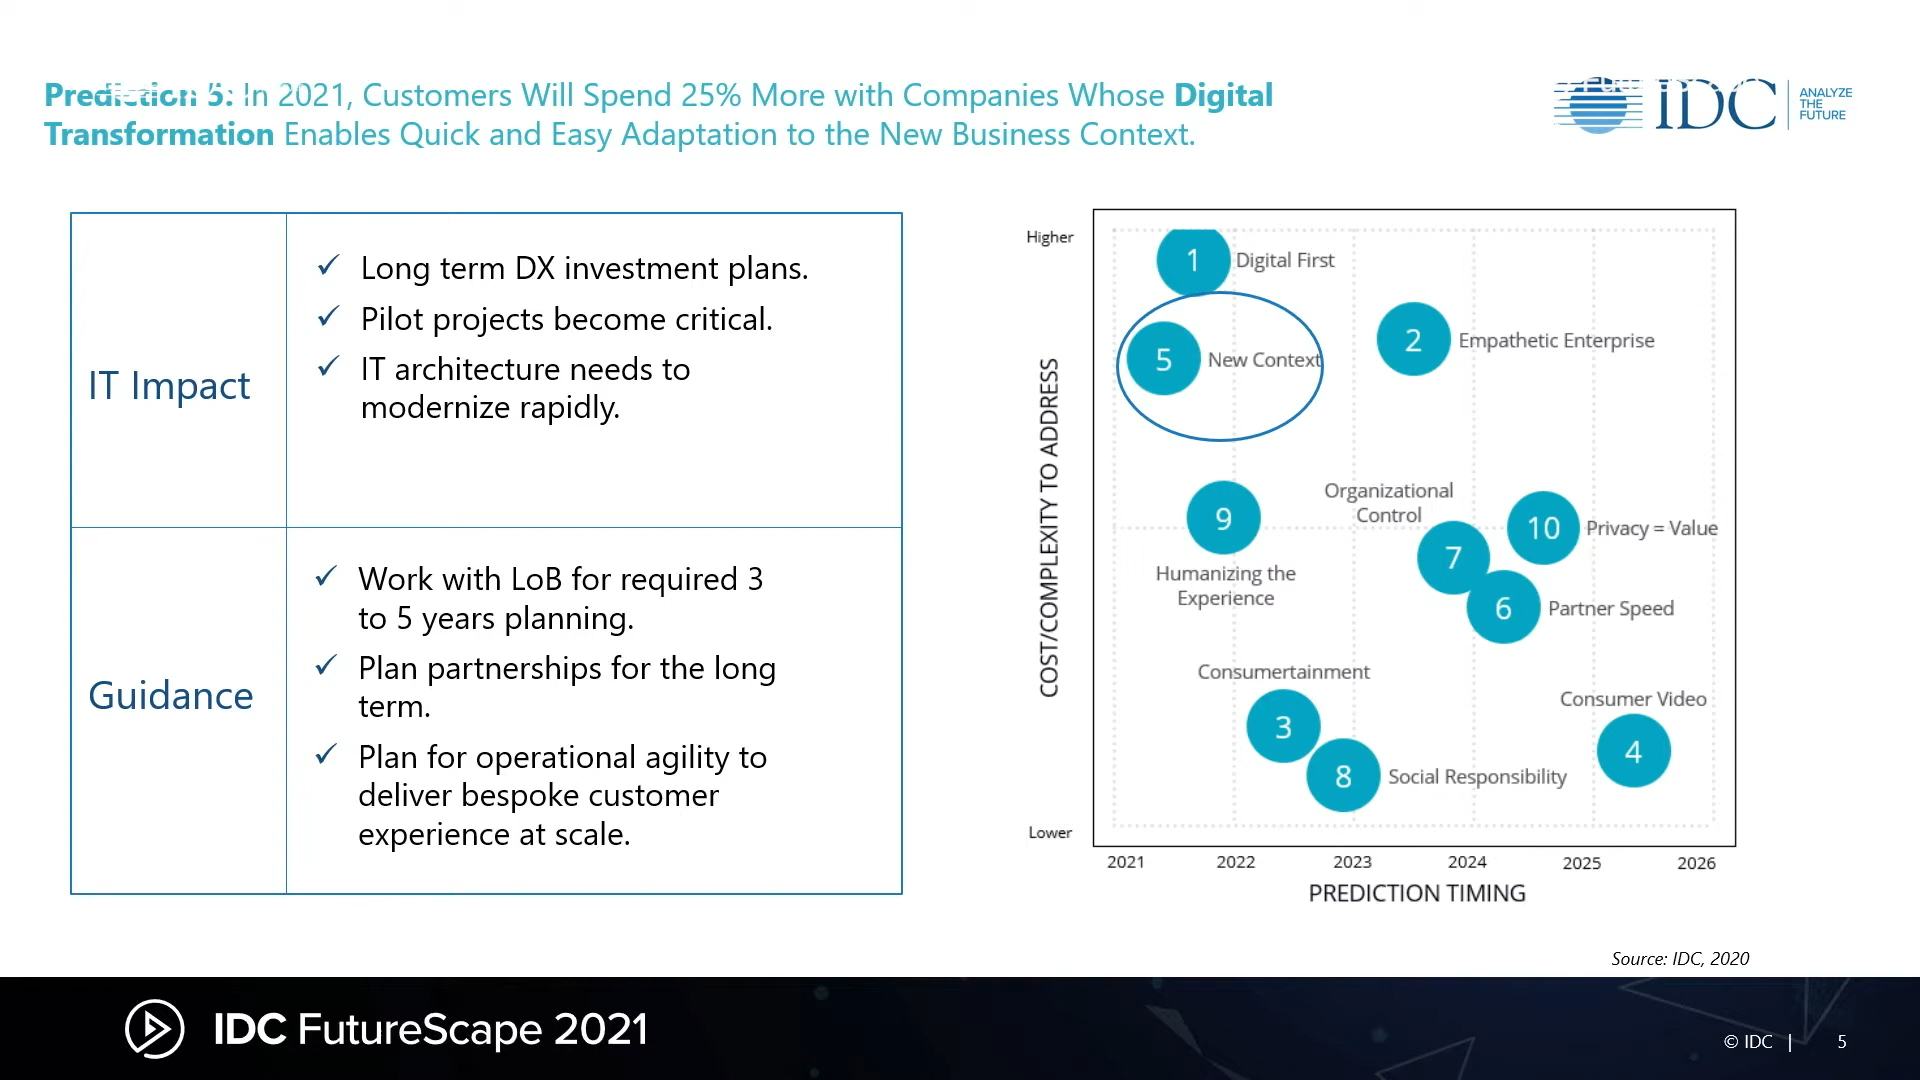 Prediction 5: In 2021, Customers Will Spend 25% More with Companies Whose Digital
Transformation Enables Quick and Easy Adaptation to the New Business Context.
IDC
ANALYZE
THE
FUTURE
IT Impact
✓ Long term DX investment plans.
✓ Pilot projects become critical.
✓ IT architecture needs to
modernize rapidly.
Guidance
✓ Work with LoB for required 3
to 5 years planning.
✓ Plan partnerships for the long
term.
✓ Plan for operational agility to
deliver bespoke customer
experience at scale.
COST/COMPLEXITY TO ADDRESS
Higher
1 Digital First
2 Empathetic Enterprise
5 New Context
Organizational
Control
9
10 Privacy = Value
7
Humanizing the
Experience
6 Partner Speed
Consumertainment
Consumer Video
3
4
8 Social Responsibility
Lower
2021 2022 2023 2024 2025 2026
PREDICTION TIMING
Source: IDC, 2020
IDC FutureScape 2021
© IDC | 5